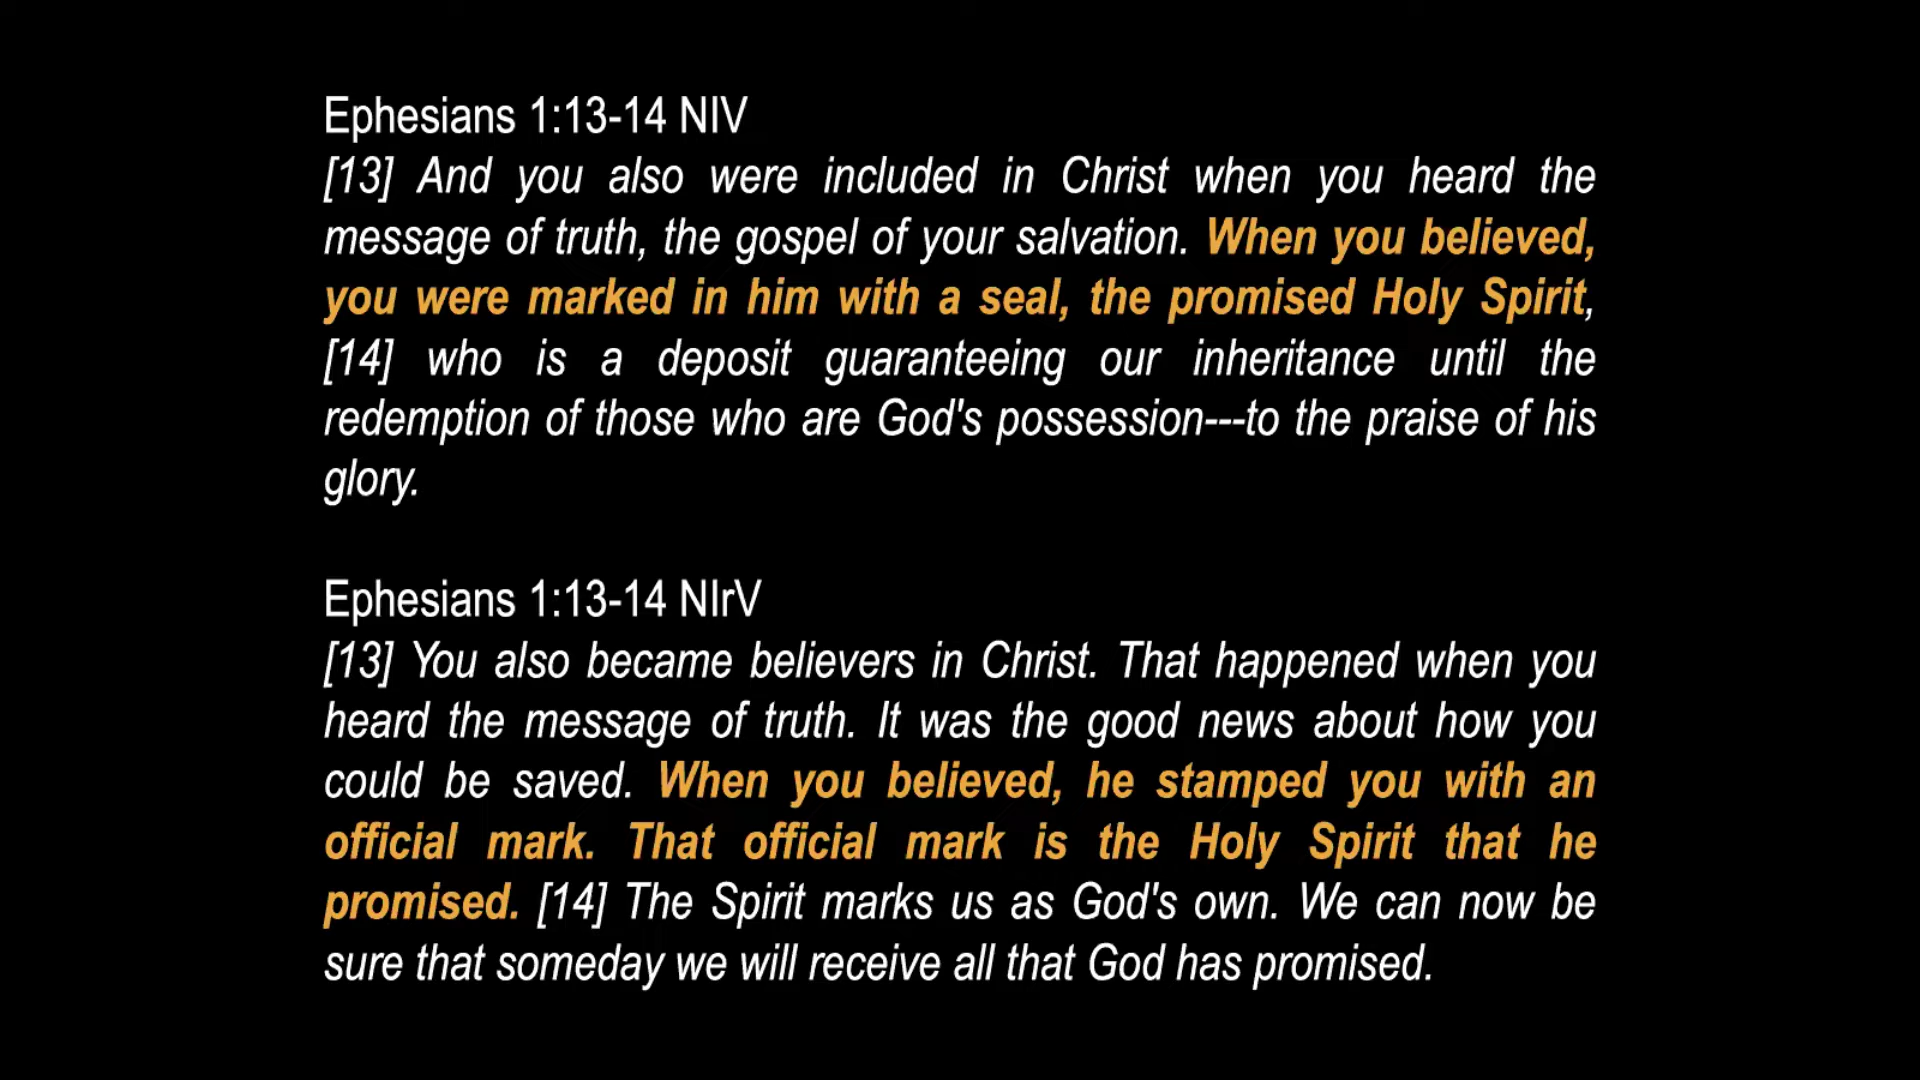 Ephesians 1:13-14 NIV
[13] And you also were included in Christ when you heard the
message of truth, the gospel of your salvation. When you believed,
you were marked in him with a seal, the promised Holy Spirit,
[14] who is a deposit guaranteeing our inheritance until the
redemption of those who are God's possession---to the praise of his
glory.
Ephesians 1:13-14 NIrV
[13] You also became believers in Christ. That happened when you
heard the message of truth. It was the good news about how you
could be saved. When you believed, he stamped you with an
official mark. That official mark is the Holy Spirit that he
promised. [14] The Spirit marks us as God's own. We can now be
sure that someday we will receive all that God has promised.